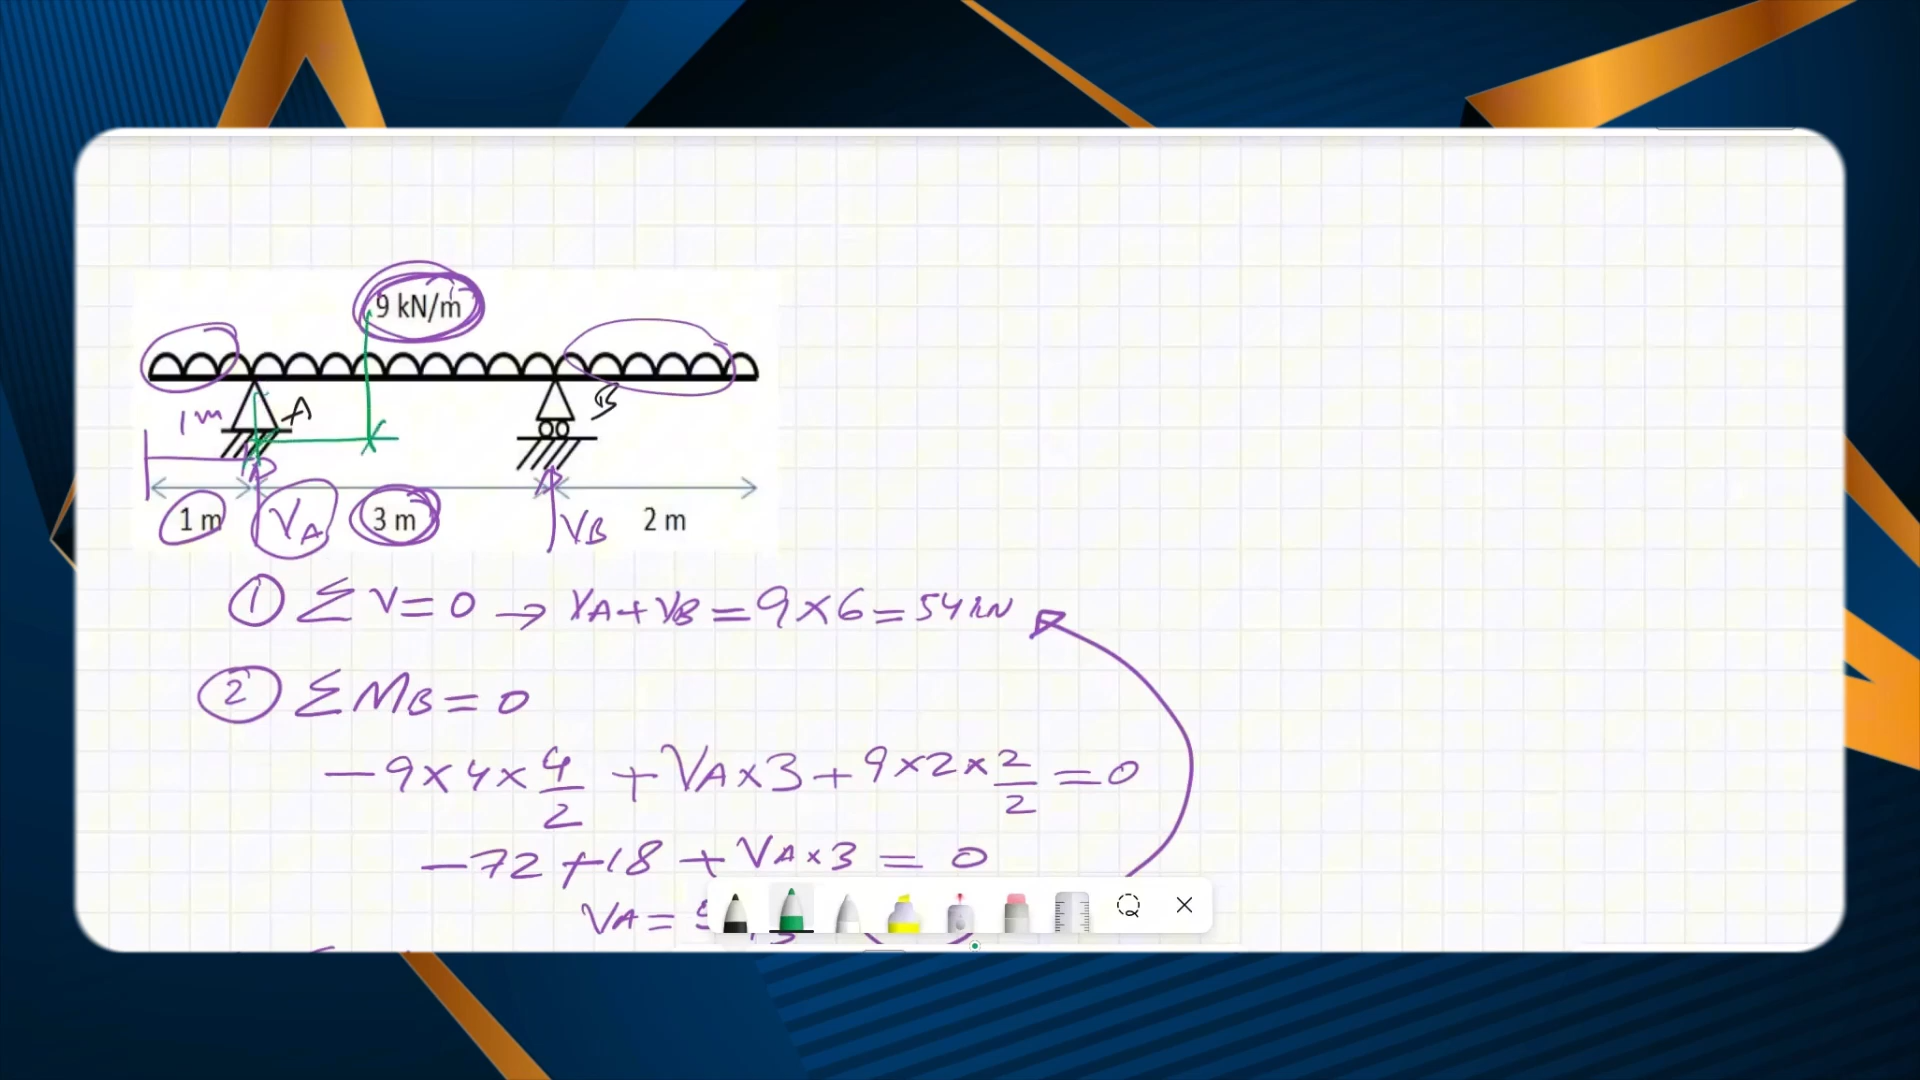 9 kN/m
1m A B
1 m VA 3 m VB 2 m
① ΣV=0 → VA+VB=9×6=54kN
② ΣMB=0
−9×4×4/2 +VA×3+9×2×2/2=0
−72+18+VA×3=0
VA=